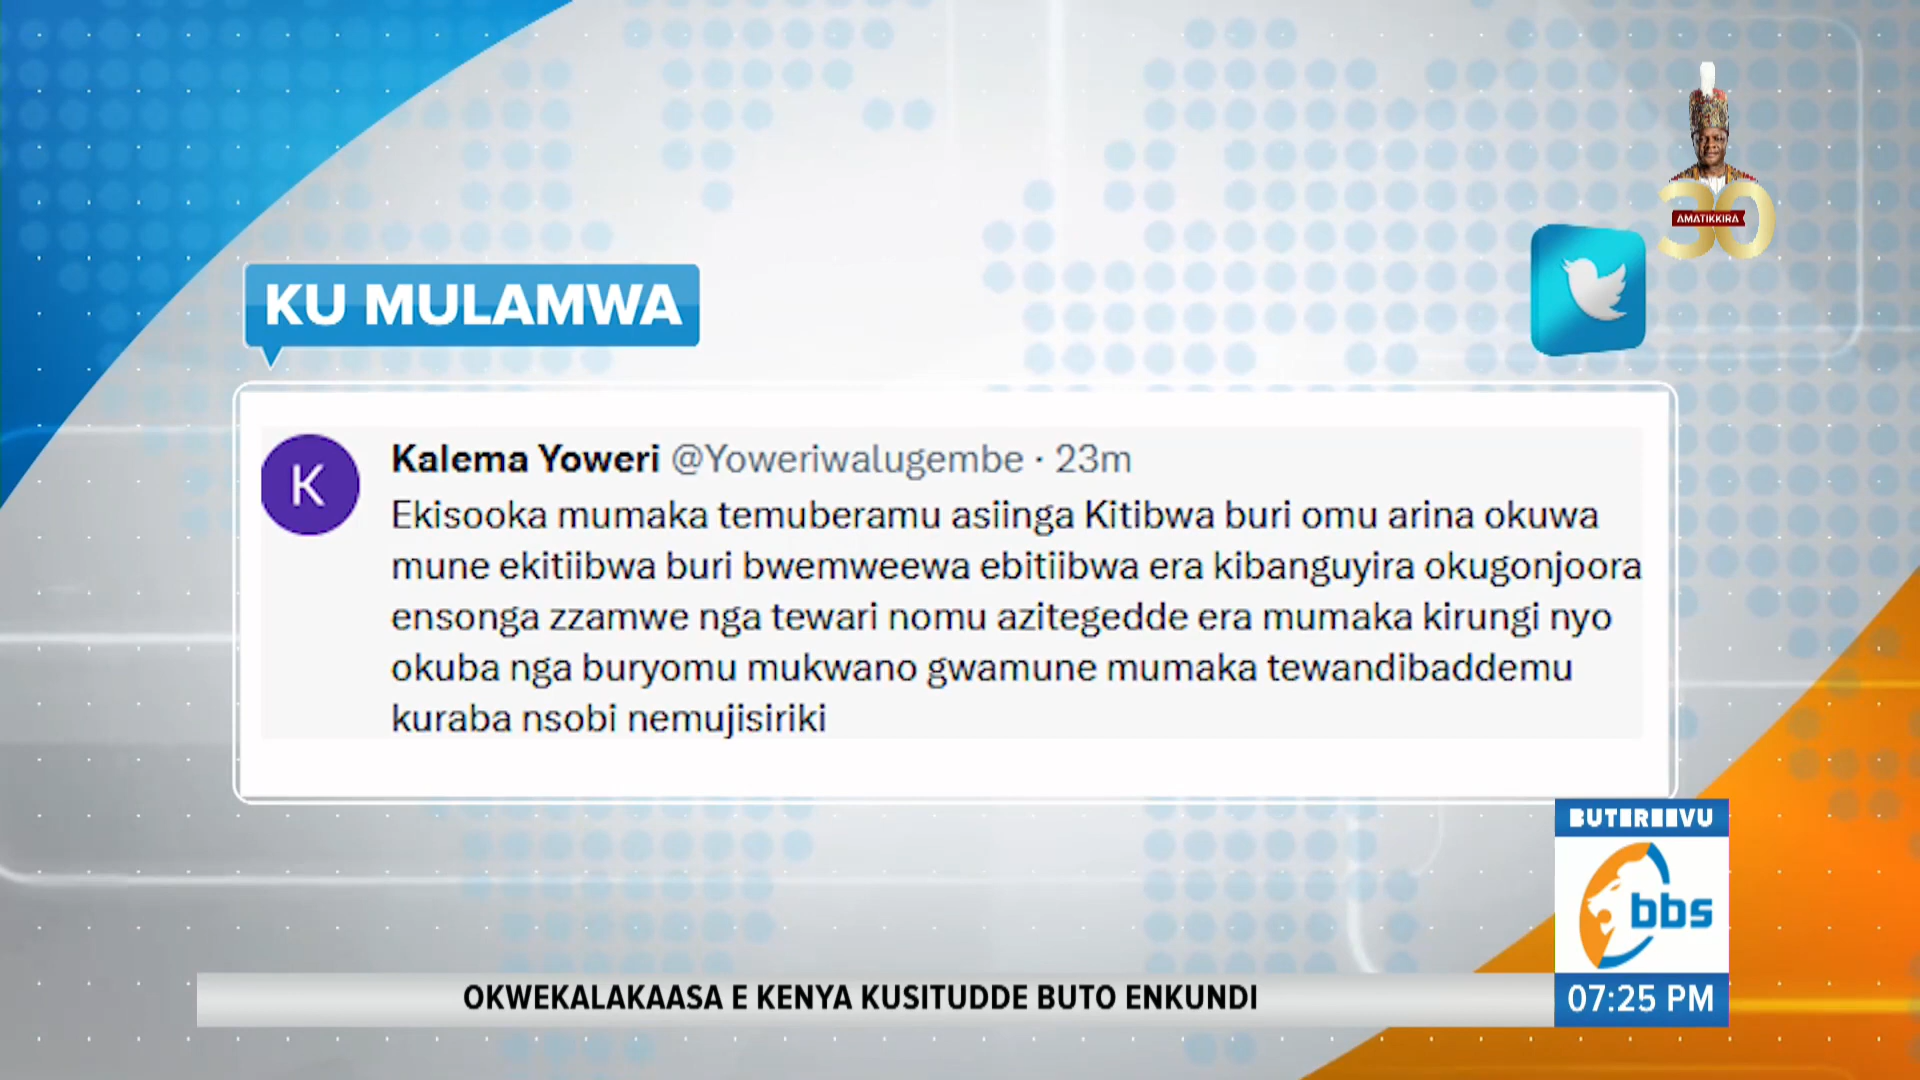 AMATIKKIRA
30
KU MULAMWA
K
Kalema Yoweri @Yoweriwalugembe · 23m
Ekisooka mumaka temuberamu asiinga Kitibwa buri omu arina okuwa
mune ekitiibwa buri bwemweewa ebitiibwa era kibanguyira okugonjoora
ensonga zzamwe nga tewari nomu azitegedde era mumaka kirungi nyo
okuba nga buryomu mukwano gwamune mumaka tewandibaddemu
kuraba nsobi nemujisiriki
BUTEREEVU
bbs
OKWEKALAKAASA E KENYA KUSITUDDE BUTO ENKUNDI
07:25 PM